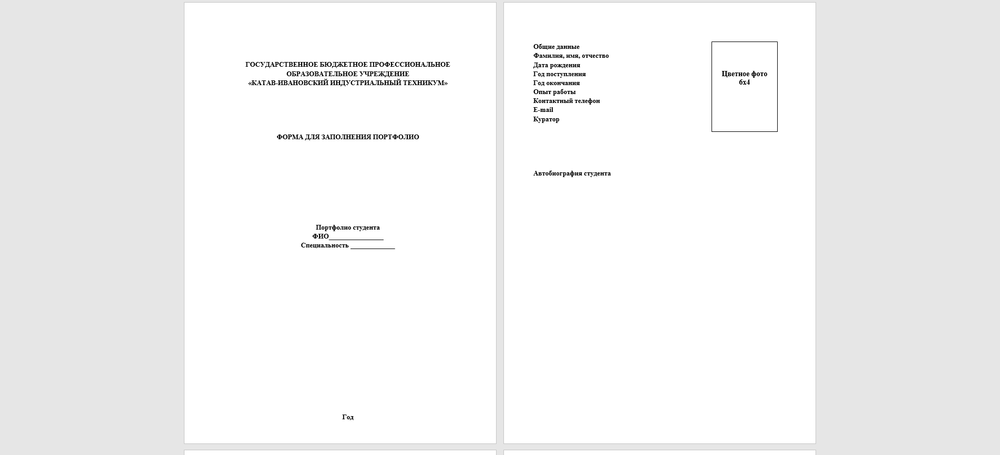 ГОСУДАРСТВЕННОЕ БЮДЖЕТНОЕ ПРОФЕССИОНАЛЬНОЕ
ОБРАЗОВАТЕЛЬНОЕ УЧРЕЖДЕНИЕ
«КАТАВ-ИВАНОВСКИЙ ИНДУСТРИАЛЬНЫЙ ТЕХНИКУМ»
ФОРМА ДЛЯ ЗАПОЛНЕНИЯ ПОРТФОЛИО
Портфолио студента
ФИО________________
Специальность _____________
Год
Общие данные
Фамилия, имя, отчество
Дата рождения
Год поступления
Год окончания
Опыт работы
Контактный телефон
E-mail
Куратор
Цветное фото
6х4
Автобиография студента